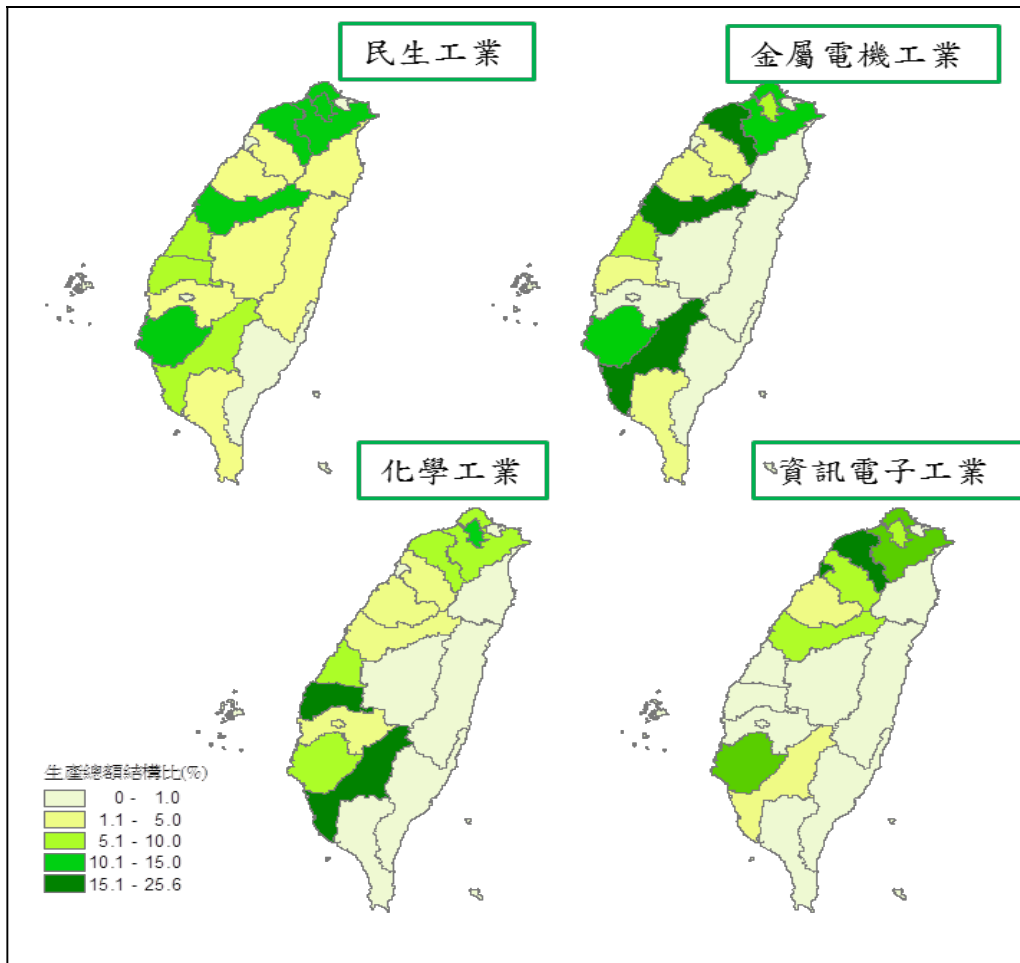 民生工業
金屬電機工業
化學工業
資訊電子工業
生產總額結構比(%)
0 - 1.0
1.1 - 5.0
5.1 - 10.0
10.1 - 15.0
15.1 - 25.6